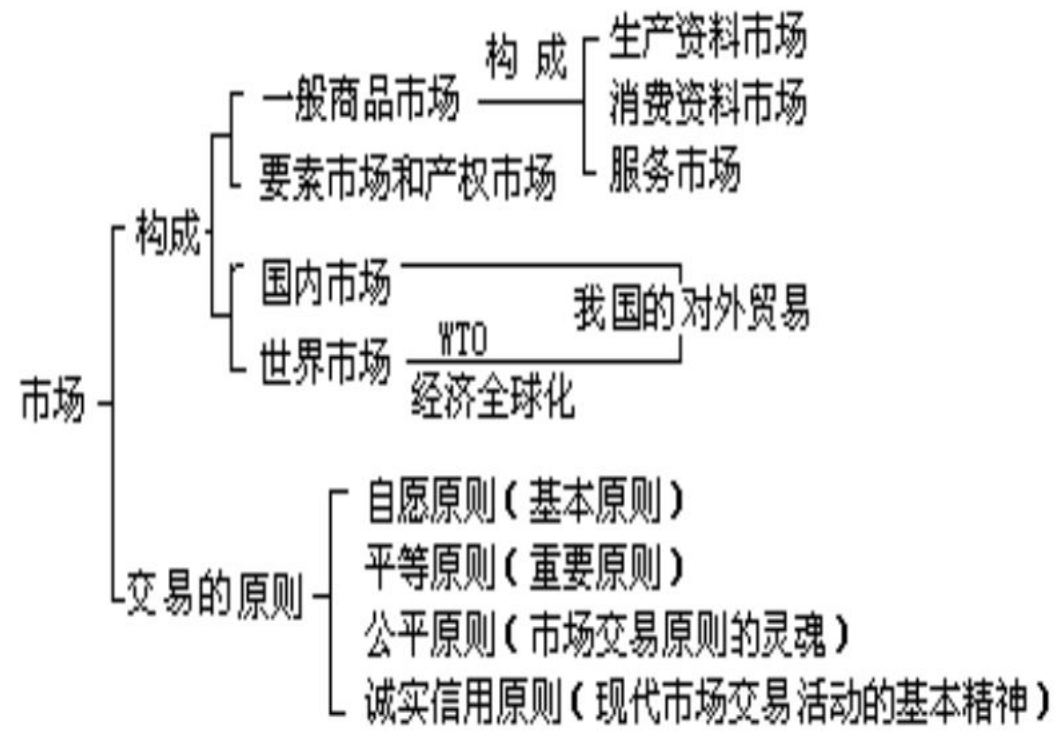 构 成
生产资料市场
一般商品市场
消费资料市场
要素市场和产权市场
服务市场
构成
国内市场
我国的对外贸易
WTO
世界市场
经济全球化
市场
自愿原则(基本原则)
平等原则(重要原则)
交易的原则
公平原则(市场交易原则的灵魂)
诚实信用原则(现代市场交易活动的基本精神)